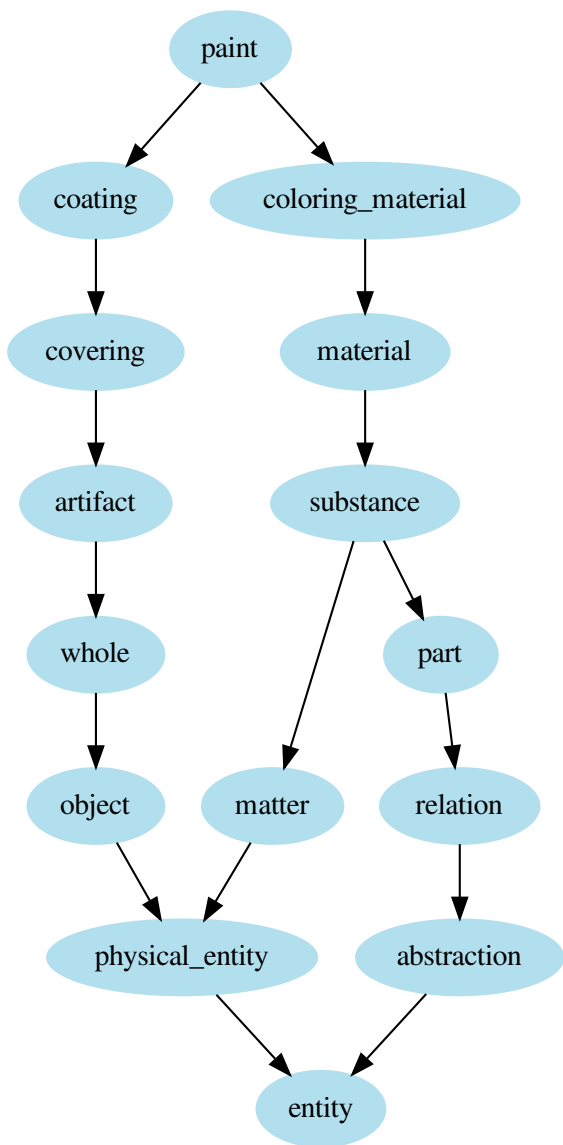 paint
coating coloring_material
covering material
artifact substance
whole part
object matter relation
physical_entity abstraction
entity